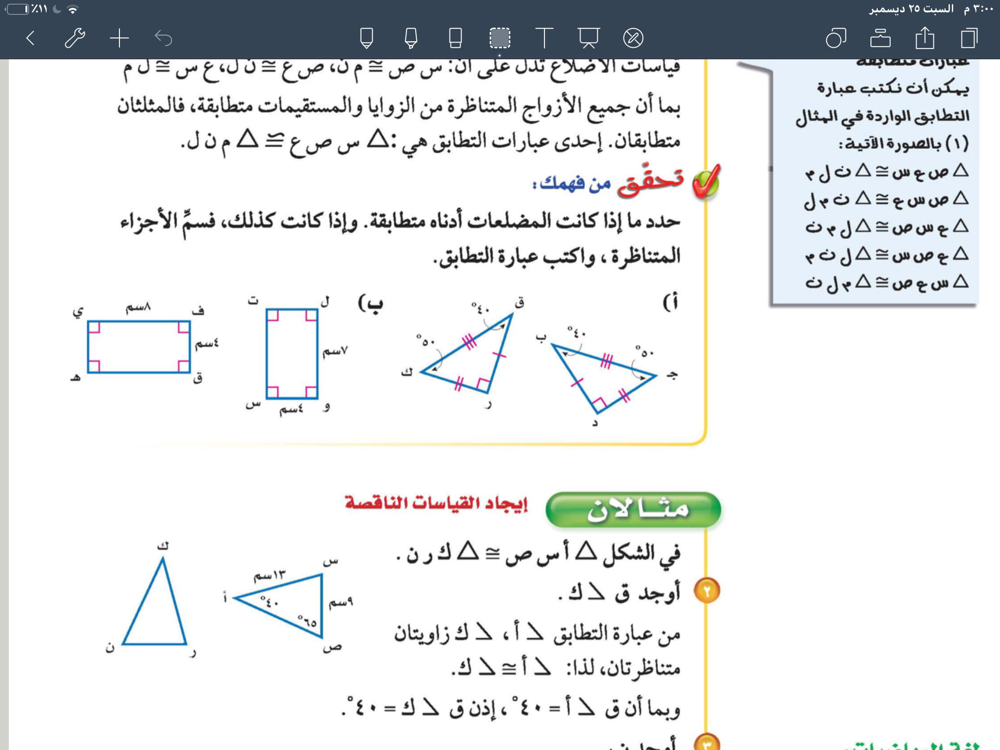 ٣:٠٠ م السبت ٢٥ ديسمبر
٪١١
قياسات الأضلاع تدل على أن: س ص ≅ م ن، ص ع ≅ ن ل، ع س ≅ ل م
بما أن جميع الأزواج المتناظرة من الزوايا والمستقيمات متطابقة، فالمثلثان
متطابقان. إحدى عبارات التطابق هي: △ س ص ع ≅ △ م ن ل.
تحقّق من فهمك:
حدد ما إذا كانت المضلعات أدناه متطابقة. وإذا كانت كذلك، فسمِّ الأجزاء
المتناظرة، واكتب عبارة التطابق.
أ)
ب
٤٠°
٥٠°
جـ
د
ق
٤٠°
٥٠°
ك
ر
ب)
ل
ت
٧سم
س
٤سم
و
ف
٨سم
ي
٤سم
ق
هـ
عبارات متطابقة
يمكن أن نكتب عبارة
التطابق الواردة في المثال
(١) بالصورة الآتية:
△ ص ع س ≅ △ ن ل م
△ ص س ع ≅ △ ن م ل
△ ع س ص ≅ △ ل م ن
△ ع ص س ≅ △ ل ن م
△ س ع ص ≅ △ م ل ن
مثالان إيجاد القياسات الناقصة
في الشكل △ أ س ص ≅ △ ك ر ن .
٢ أوجد ق ∠ ك .
من عبارة التطابق ∠ أ، ∠ ك زاويتان
متناظرتان، لذا: ∠ أ ≅ ∠ ك.
وبما أن ق ∠ أ = ٤٠°، إذن ق ∠ ك = ٤٠°.
س
١٣سم
أ
٤٠°
٩سم
٦٥°
ص
ك
ن
ر
٣ أوجد